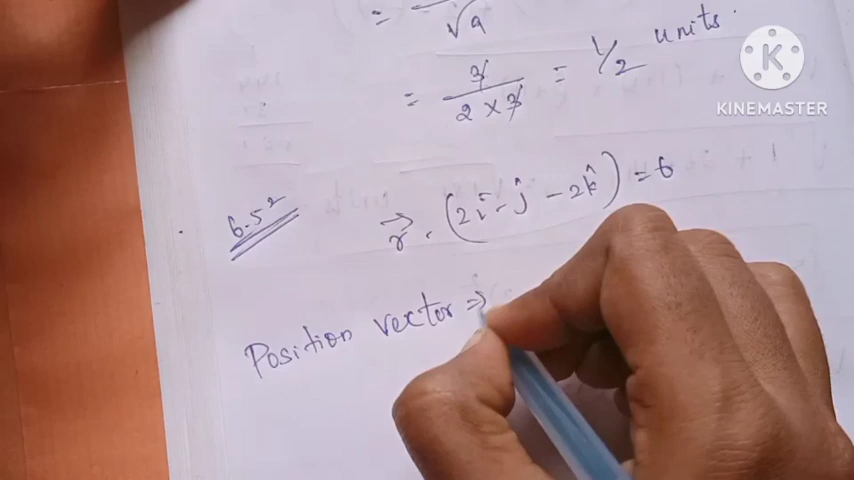 = √9
= 3 / 2 × 3 = 1/2 units.
K
KINEMASTER
6.52 r⃗ . (2î - ĵ - 2k̂) = 6
Position vector ⇒